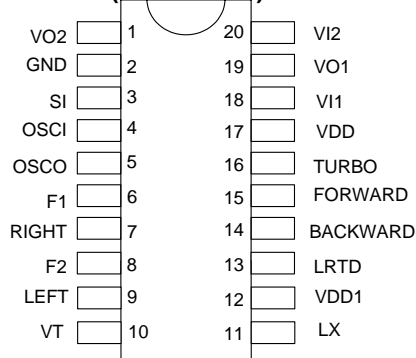 VO2 1 20 VI2
GND 2 19 VO1
SI 3 18 VI1
OSCI 4 17 VDD
OSCO 5 16 TURBO
F1 6 15 FORWARD
RIGHT 7 14 BACKWARD
F2 8 13 LRTD
LEFT 9 12 VDD1
VT 10 11 LX